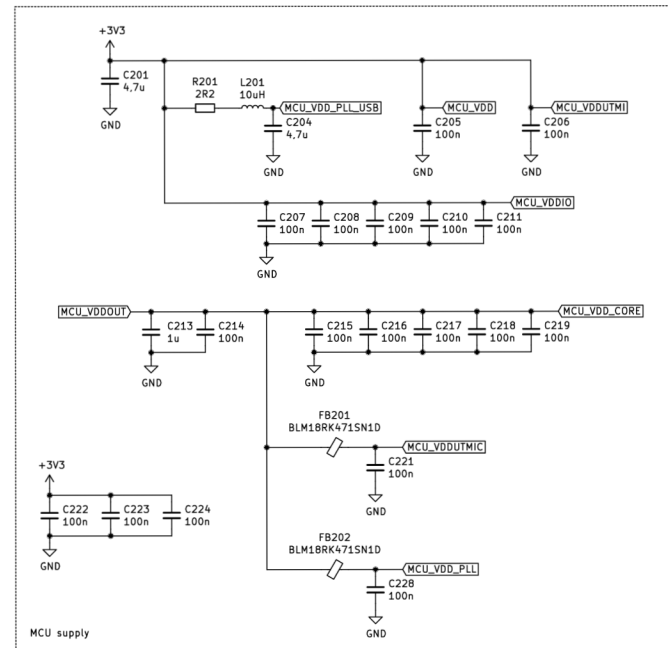 +3V3
C201
4,7u
GND
R201
2R2
L201
10uH
MCU_VDD_PLL_USB
C204
4,7u
GND
MCU_VDD
C205
100n
GND
MCU_VDDUTMI
C206
100n
GND
MCU_VDDIO
C207
100n
C208
100n
C209
100n
C210
100n
C211
100n
GND
MCU_VDDOUT
C213
1u
C214
100n
GND
MCU_VDD_CORE
C215
100n
C216
100n
C217
100n
C218
100n
C219
100n
GND
FB201
BLM18RK471SN1D
MCU_VDDUTMIC
C221
100n
GND
+3V3
C222
100n
C223
100n
C224
100n
GND
FB202
BLM18RK471SN1D
MCU_VDD_PLL
C228
100n
GND
MCU supply